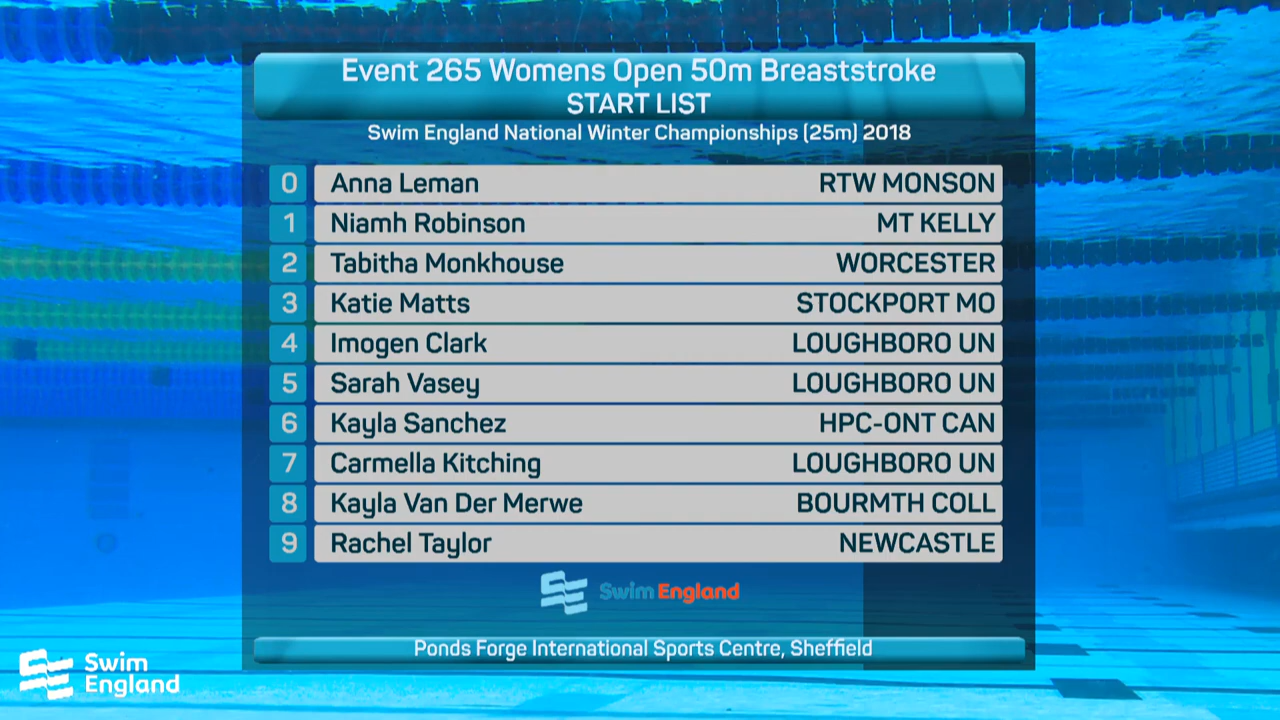 Event 265 Womens Open 50m Breaststroke
START LIST
Swim England National Winter Championships (25m) 2018
0 Anna Leman RTW MONSON
1 Niamh Robinson MT KELLY
2 Tabitha Monkhouse WORCESTER
3 Katie Matts STOCKPORT MO
4 Imogen Clark LOUGHBORO UN
5 Sarah Vasey LOUGHBORO UN
6 Kayla Sanchez HPC-ONT CAN
7 Carmella Kitching LOUGHBORO UN
8 Kayla Van Der Merwe BOURMTH COLL
9 Rachel Taylor NEWCASTLE
Swim England
Ponds Forge International Sports Centre, Sheffield
Swim
England